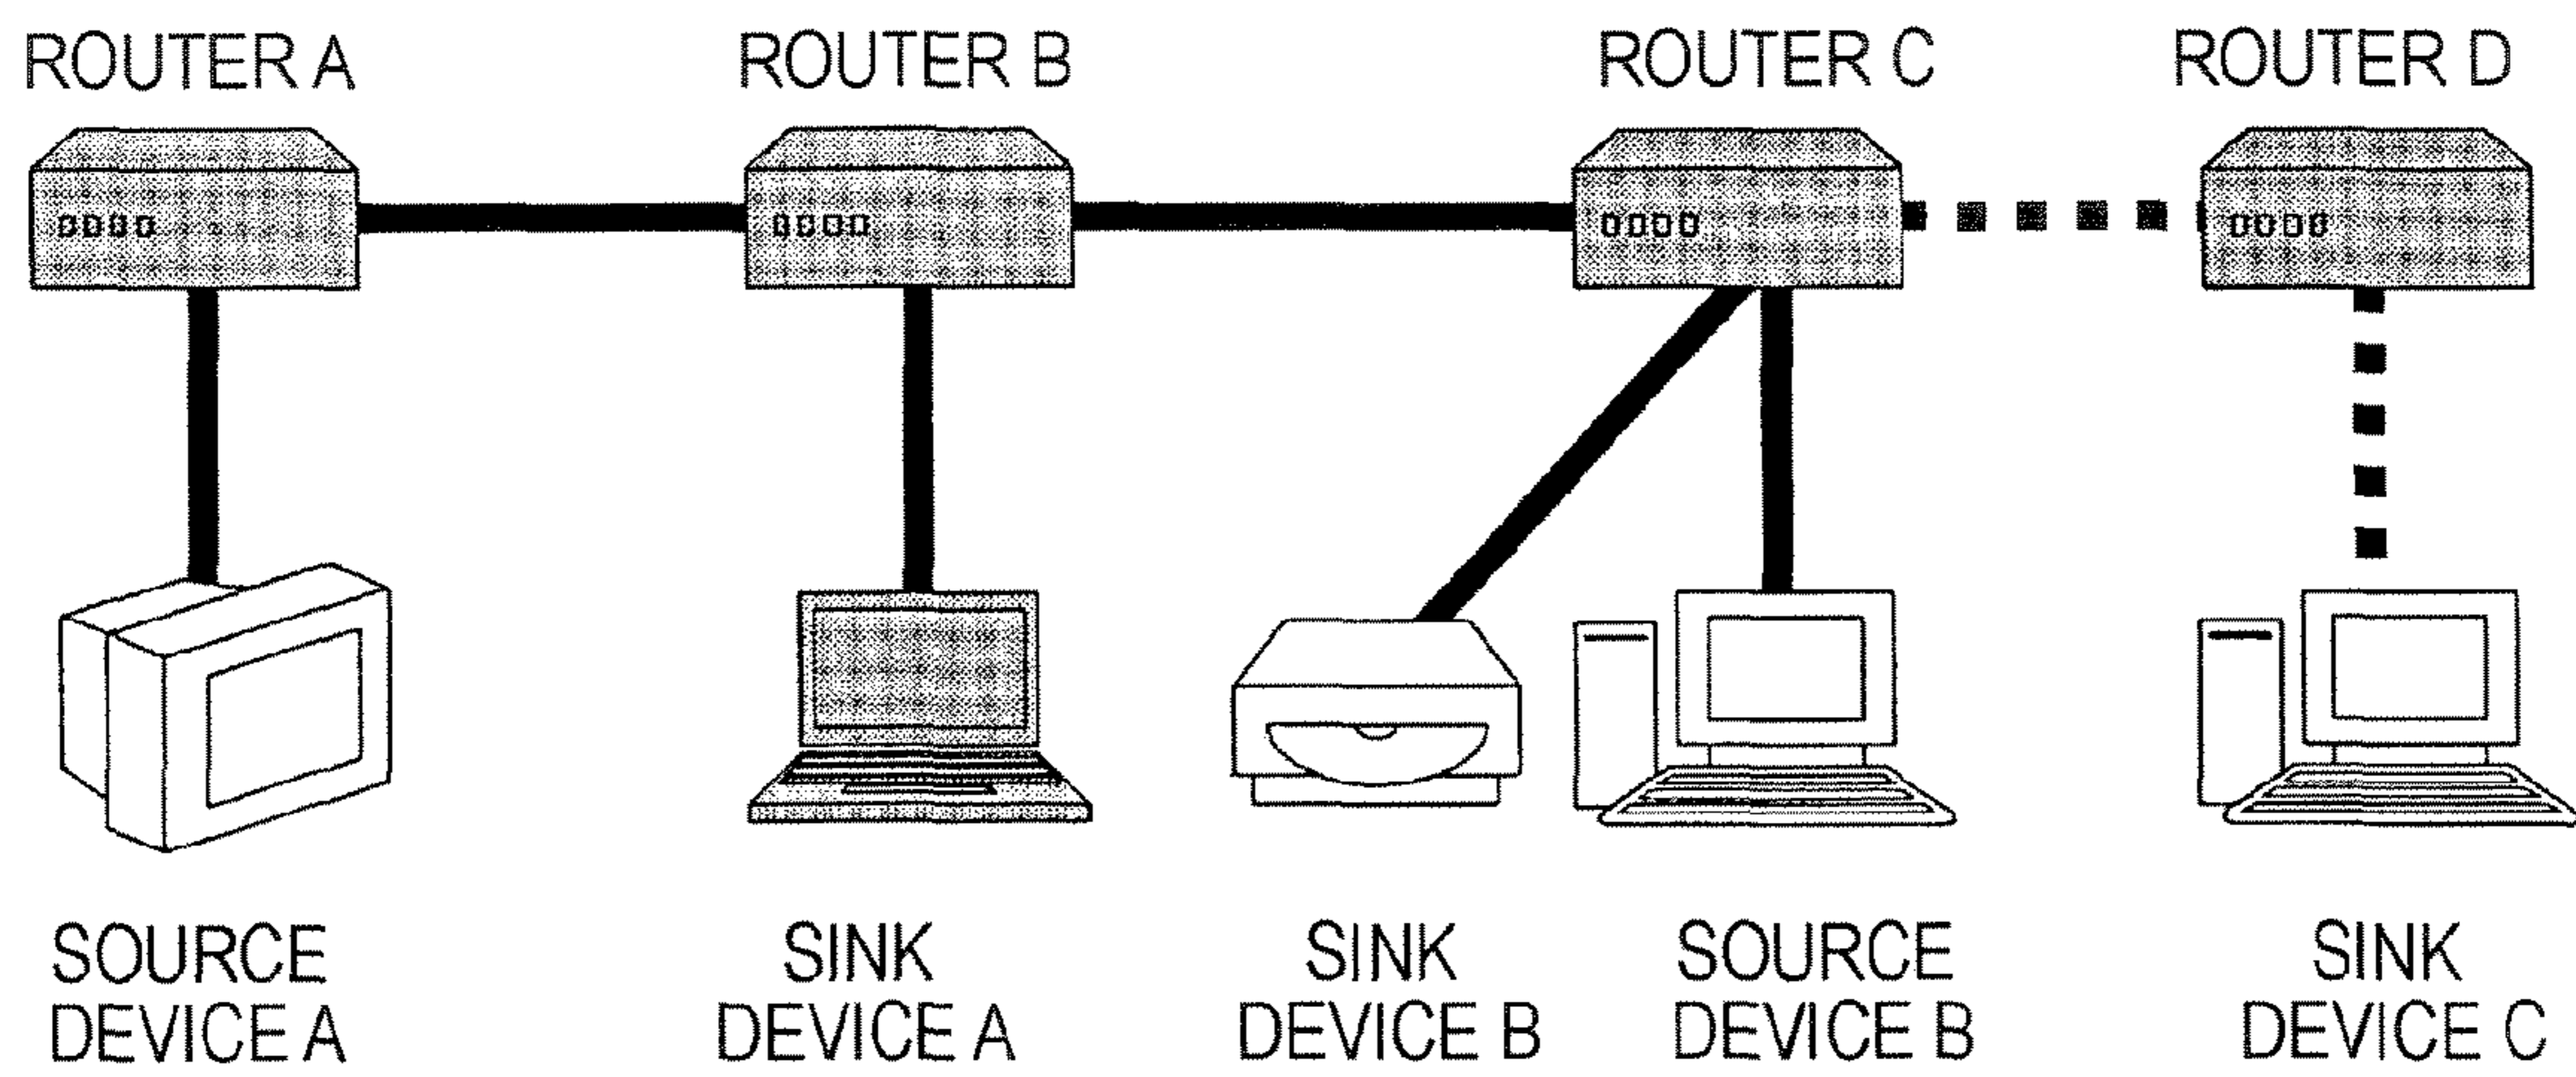 ROUTER A
ROUTER B
ROUTER C
ROUTER D
SOURCE
DEVICE A
SINK
DEVICE A
SINK
DEVICE B
SOURCE
DEVICE B
SINK
DEVICE C